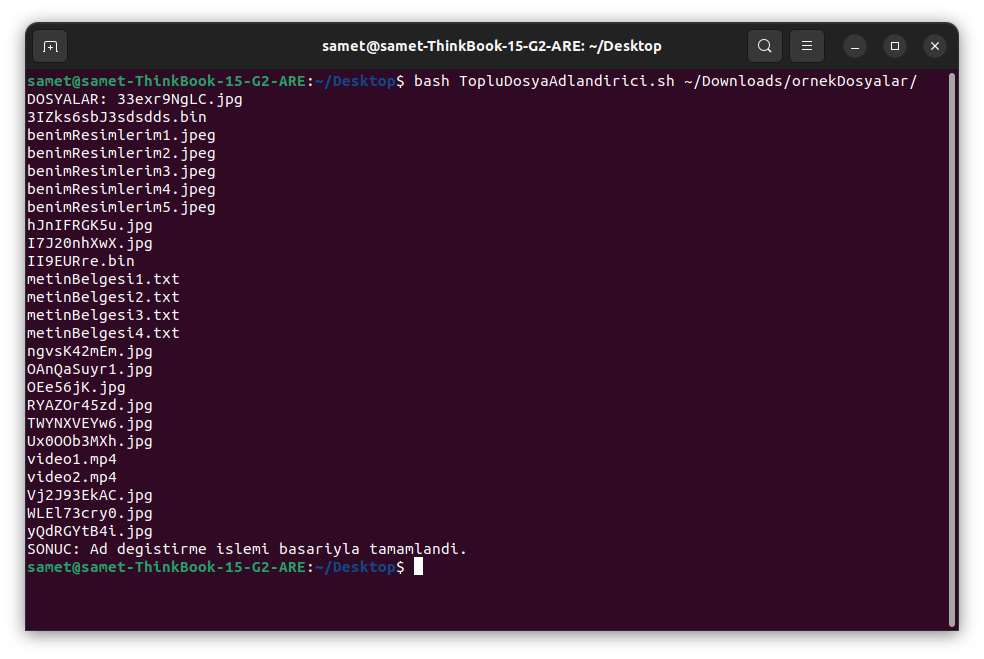 samet@samet-ThinkBook-15-G2-ARE: ~/Desktop
samet@samet-ThinkBook-15-G2-ARE:~/Desktop$ bash TopluDosyaAdlandirici.sh ~/Downloads/ornekDosyalar/
DOSYALAR: 33exr9NgLC.jpg
3IZks6sbJ3sdsdds.bin
benimResimlerim1.jpeg
benimResimlerim2.jpeg
benimResimlerim3.jpeg
benimResimlerim4.jpeg
benimResimlerim5.jpeg
hJnIFRGK5u.jpg
I7J20nhXwX.jpg
II9EURre.bin
metinBelgesi1.txt
metinBelgesi2.txt
metinBelgesi3.txt
metinBelgesi4.txt
ngvsK42mEm.jpg
OAnQaSuyr1.jpg
OEe56jK.jpg
RYAZOr45zd.jpg
TWYNXVEYw6.jpg
Ux0OOb3MXh.jpg
video1.mp4
video2.mp4
Vj2J93EkAC.jpg
WLEl73cry0.jpg
yQdRGYtB4i.jpg
SONUC: Ad degistirme islemi basariyla tamamlandi.
samet@samet-ThinkBook-15-G2-ARE:~/Desktop$